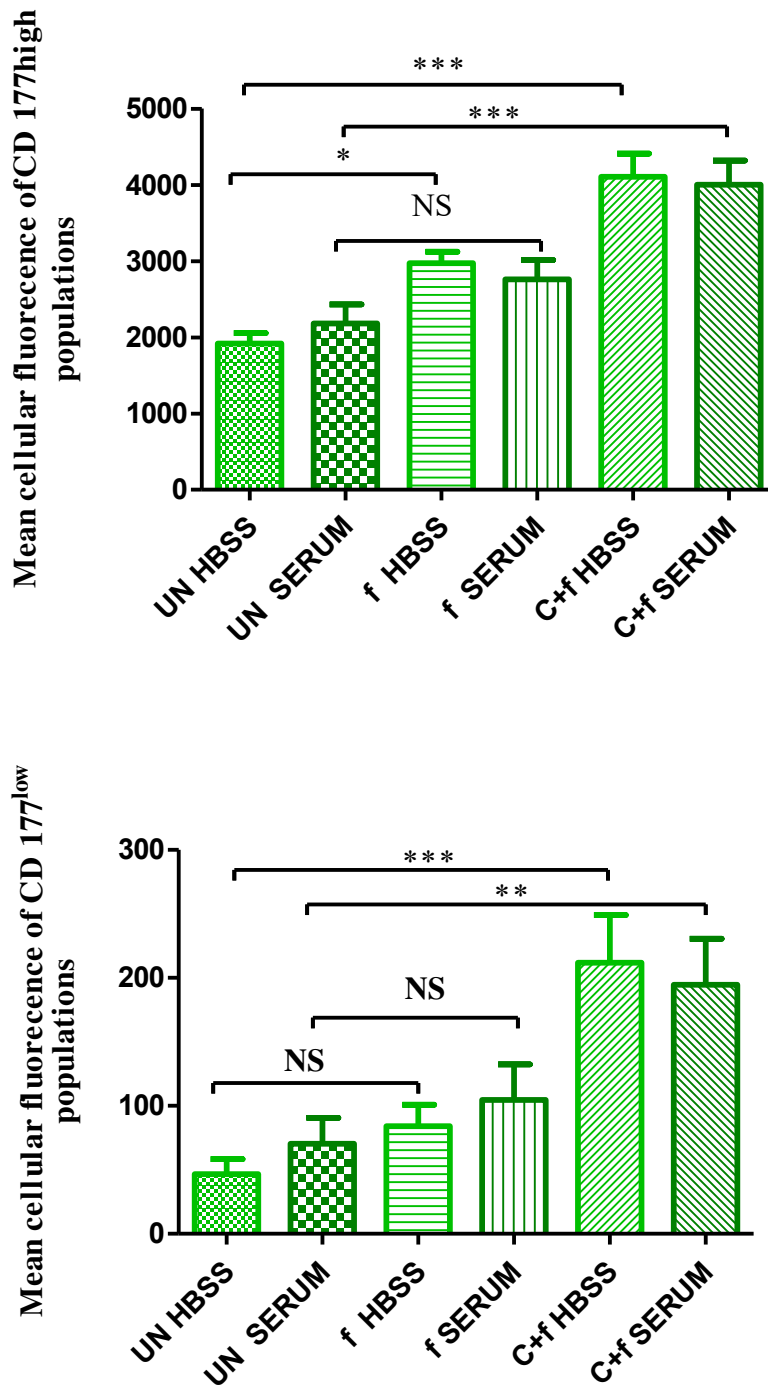 Mean cellular fluorecence of CD 177high
populations
***
***
*
NS
5000
4000
3000
2000
1000
0
UN HBSS
UN SERUM
f HBSS
f SERUM
C+f HBSS
C+f SERUM
Mean cellular fluorecence of CD 177low
populations
***
**
NS
NS
300
200
100
0
UN HBSS
UN SERUM
f HBSS
f SERUM
C+f HBSS
C+f SERUM